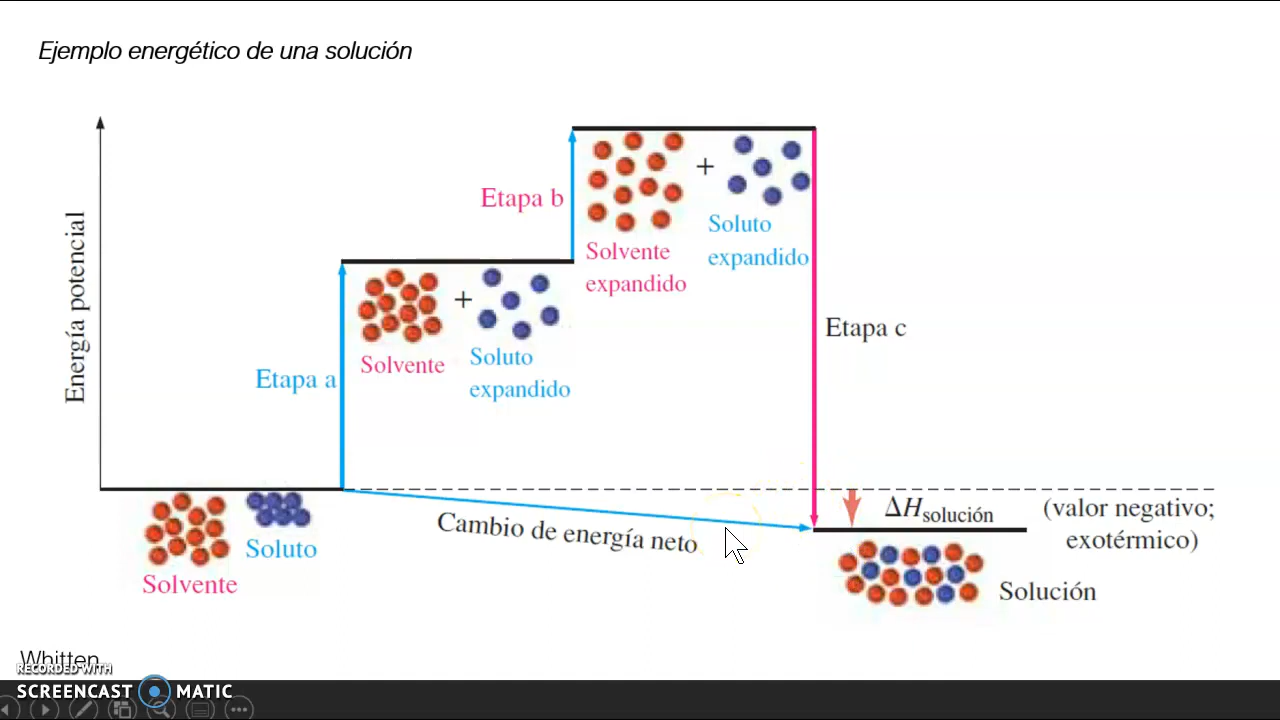 Ejemplo energético de una solución
Energía potencial
Etapa b
+
Soluto
expandido
Solvente
expandido
Etapa a
+
Solvente
Soluto
expandido
Etapa c
Solvente
Soluto
Cambio de energía neto
ΔHsolución
(valor negativo;
exotérmico)
Solución
Whitten
RECORDED WITH
SCREENCAST MATIC